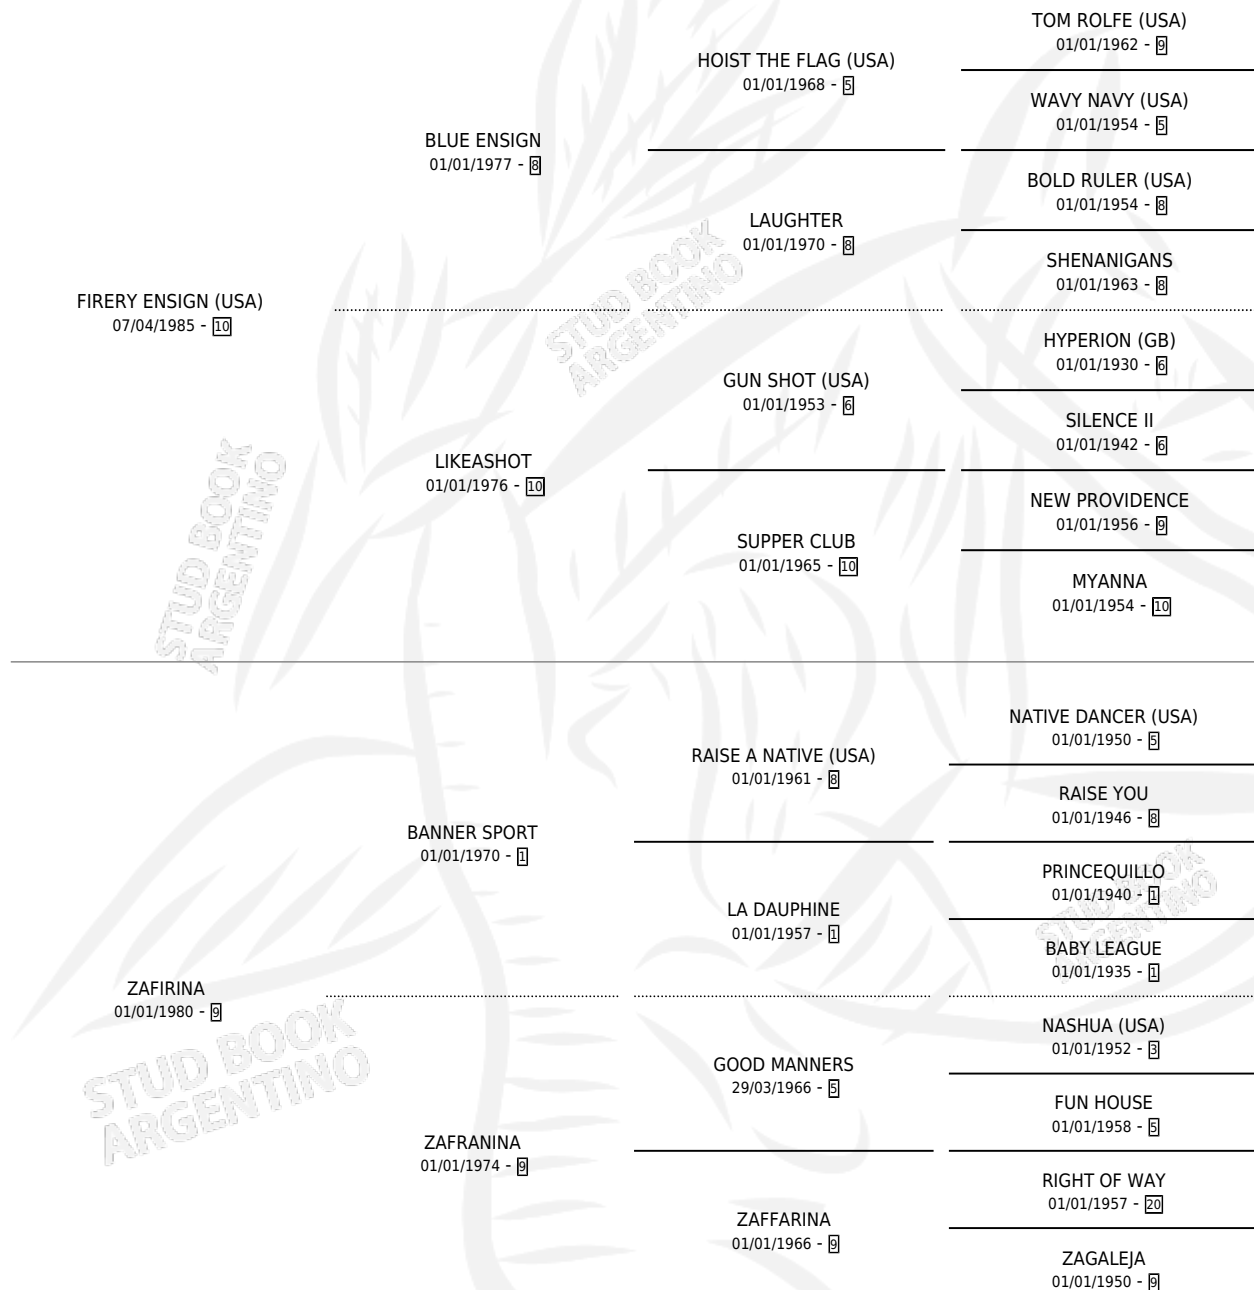 TOM ROLFE (USA)
01/01/1962 - 9
HOIST THE FLAG (USA)
01/01/1968 - 5
WAVY NAVY (USA)
01/01/1954 - 5
BLUE ENSIGN
01/01/1977 - 8
BOLD RULER (USA)
01/01/1954 - 8
LAUGHTER
01/01/1970 - 8
SHENANIGANS
01/01/1963 - 8
FIRERY ENSIGN (USA)
07/04/1985 - 10
STUD BOOK
ARGENTINO
HYPERION (GB)
01/01/1930 - 6
GUN SHOT (USA)
01/01/1953 - 6
SILENCE II
01/01/1942 - 6
LIKEASHOT
01/01/1976 - 10
NEW PROVIDENCE
01/01/1956 - 9
SUPPER CLUB
01/01/1965 - 10
MYANNA
01/01/1954 - 10
STUD BOOK
ARGENTINO
NATIVE DANCER (USA)
01/01/1950 - 5
RAISE A NATIVE (USA)
01/01/1961 - 8
RAISE YOU
01/01/1946 - 8
BANNER SPORT
01/01/1970 - 1
PRINCEQUILLO
01/01/1940 - 1
LA DAUPHINE
01/01/1957 - 1
STUD BOOK
ARGENTINO
BABY LEAGUE
01/01/1935 - 1
ZAFIRINA
01/01/1980 - 9
STUD BOOK
ARGENTINO
NASHUA (USA)
01/01/1952 - 3
GOOD MANNERS
29/03/1966 - 5
FUN HOUSE
01/01/1958 - 5
ZAFRANINA
01/01/1974 - 9
RIGHT OF WAY
01/01/1957 - 20
ZAFFARINA
01/01/1966 - 9
ZAGALEJA
01/01/1950 - 9